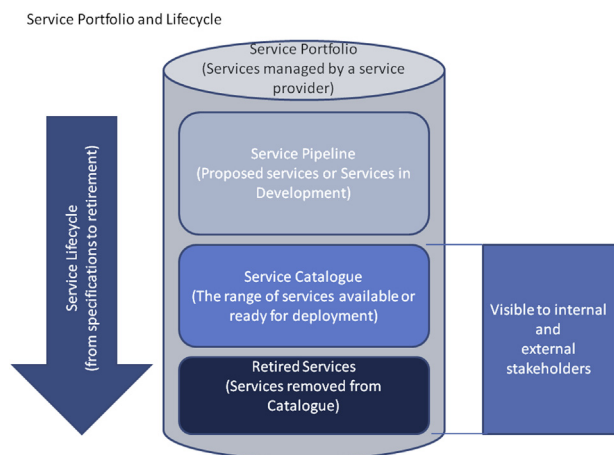 Service Portfolio and Lifecycle
Service Portfolio
(Services managed by a service
provider)
Service Pipeline
(Proposed services or Services in
Development)
Service Lifecycle
(from specifications to retirement)
Service Catalogue
(The range of services available or
ready for deployment)
Visible to internal
and
external
stakeholders
Retired Services
(Services removed from
Catalogue)